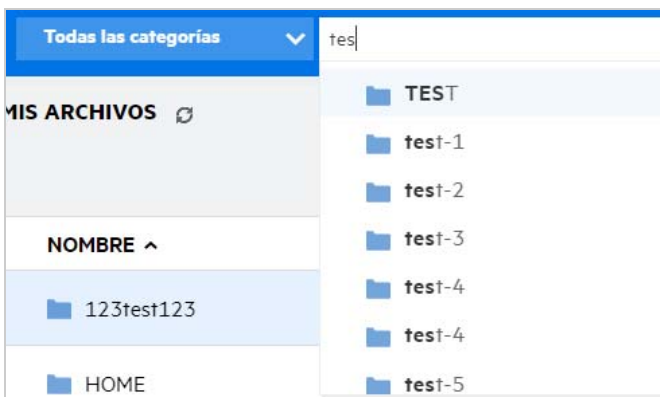 Todas las categorías
tes
MIS ARCHIVOS
TEST
test-1
test-2
test-3
test-4
test-4
test-5
NOMBRE
123test123
HOME